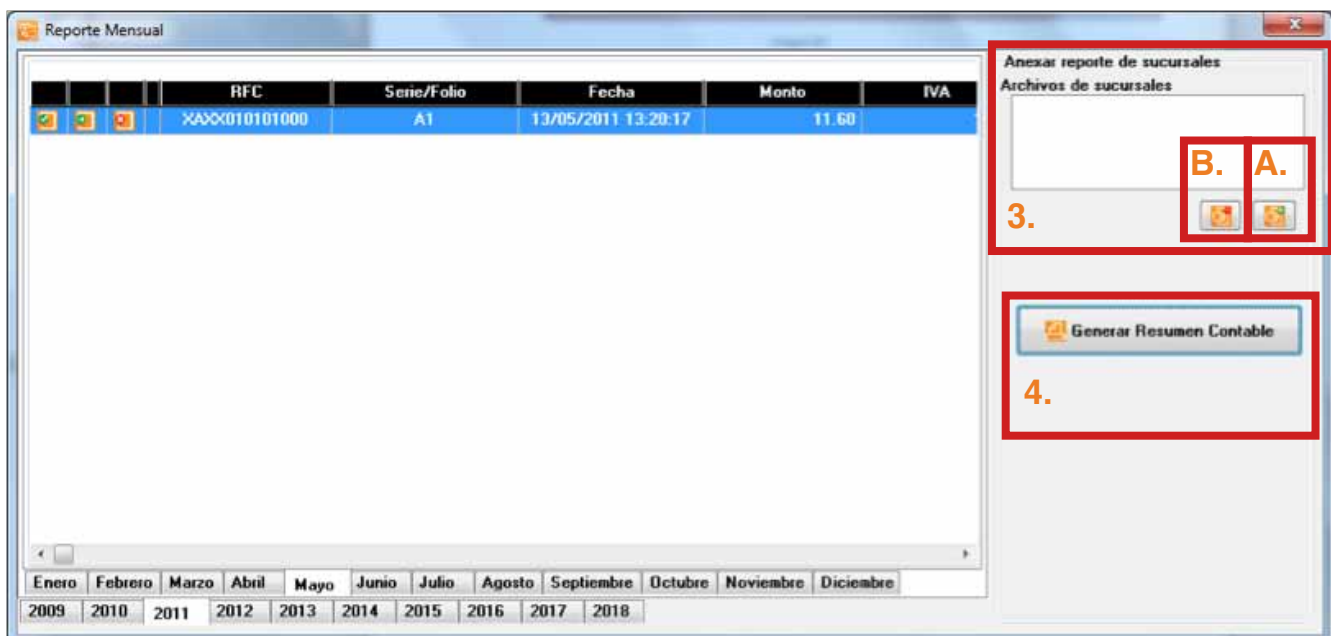 Reporte Mensual
Anexar reporte de sucursales
Archivos de sucursales
RFC Serie/Folio Fecha Monto IVA
XAXX010101000 A1 13/05/2011 13:20:17 11.60
B. A.
3.
Generar Resumen Contable
4.
Enero Febrero Marzo Abril Mayo Junio Julio Agosto Septiembre Octubre Noviembre Diciembre
2009 2010 2011 2012 2013 2014 2015 2016 2017 2018